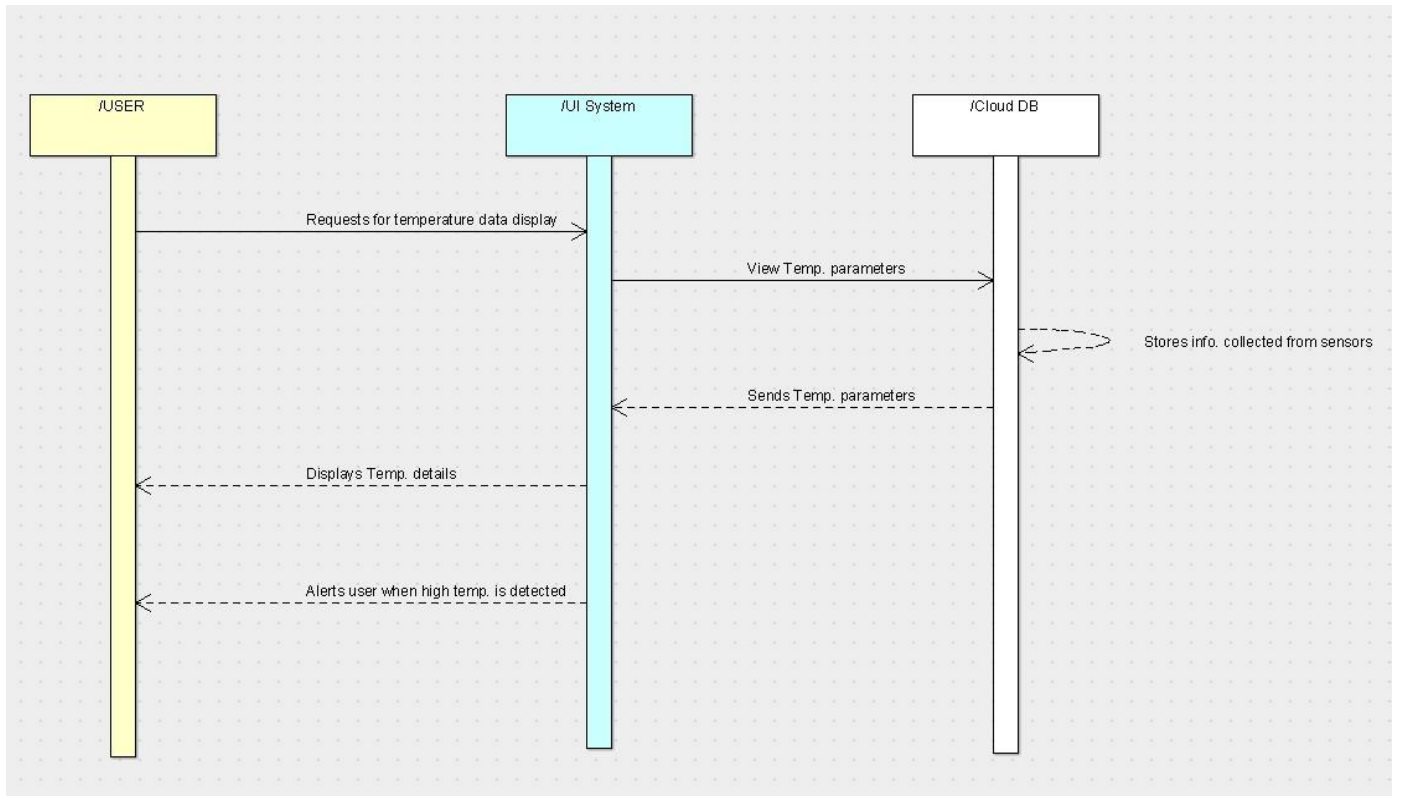 /USER
/UI System
/Cloud DB
Requests for temperature data display
View Temp. parameters
Stores info. collected from sensors
Sends Temp. parameters
Displays Temp. details
Alerts user when high temp. is detected